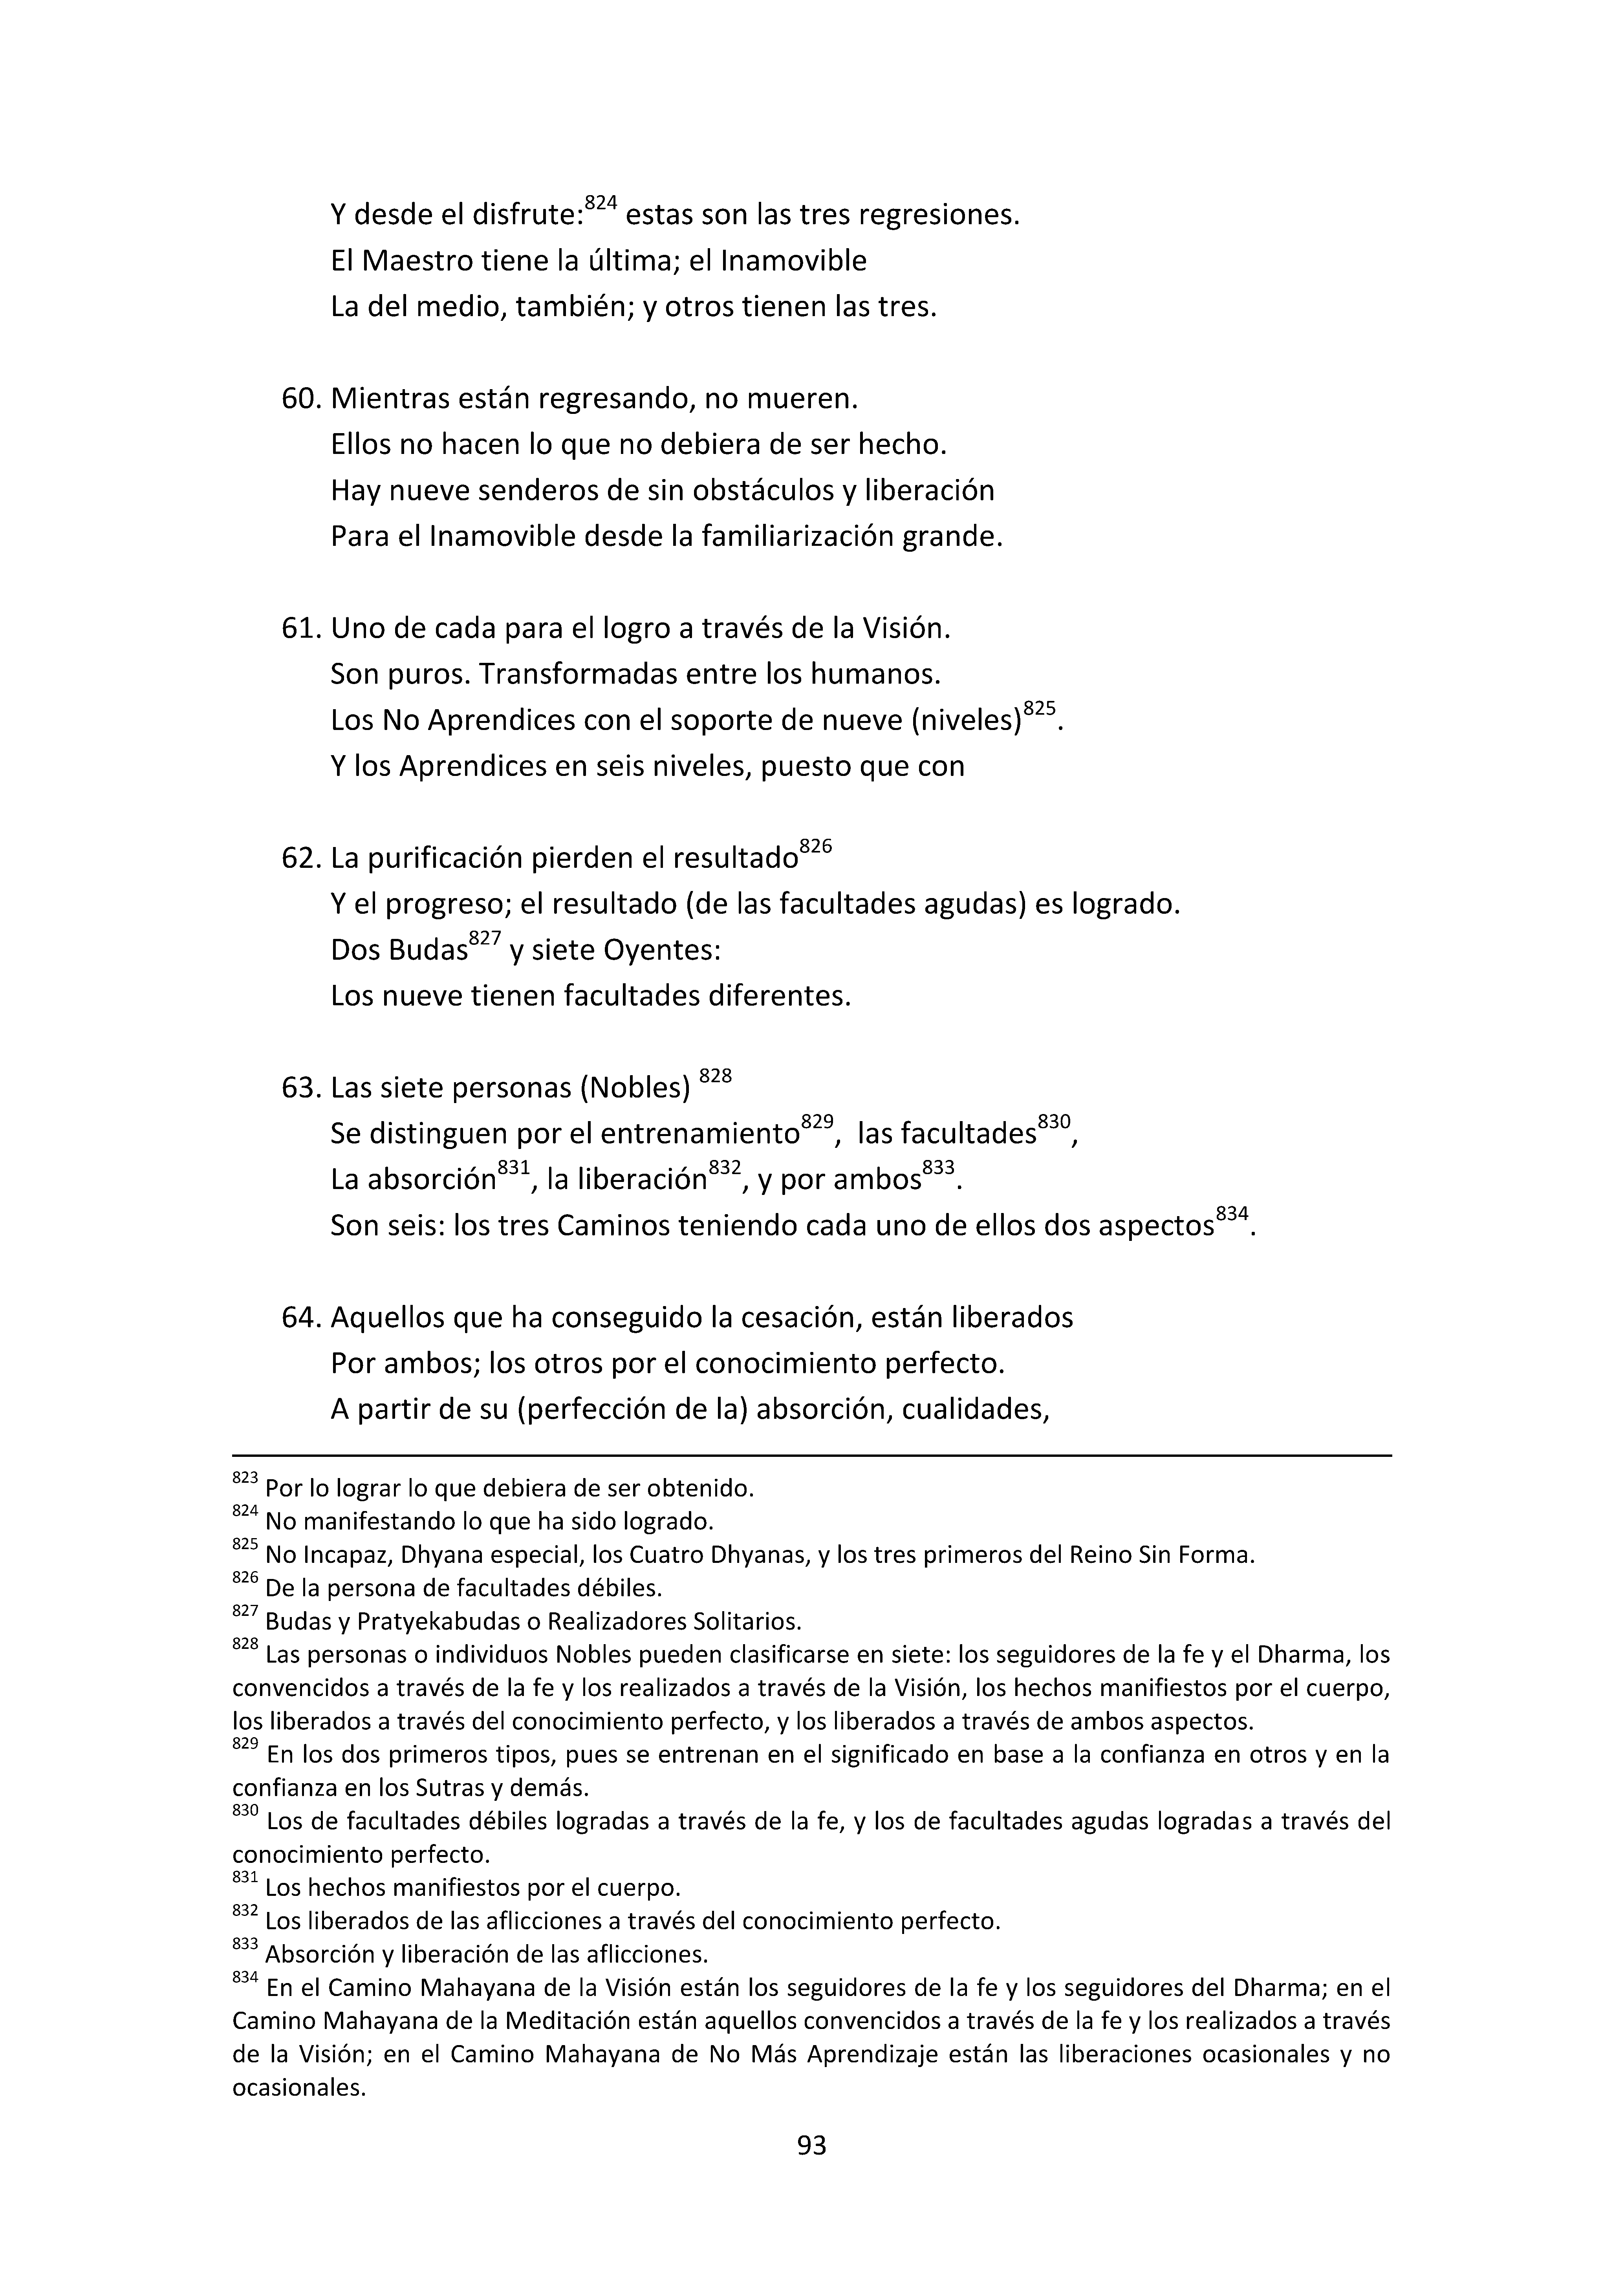 Y desde el disfrute:824 estas son las tres regresiones.
El Maestro tiene la última; el Inamovible
La del medio, también; y otros tienen las tres.
60. Mientras están regresando, no mueren.
Ellos no hacen lo que no debiera de ser hecho.
Hay nueve senderos de sin obstáculos y liberación
Para el Inamovible desde la familiarización grande.
61. Uno de cada para el logro a través de la Visión.
Son puros. Transformadas entre los humanos.
Los No Aprendices con el soporte de nueve (niveles)825.
Y los Aprendices en seis niveles, puesto que con
62. La purificación pierden el resultado826
Y el progreso; el resultado (de las facultades agudas) es logrado.
Dos Budas827 y siete Oyentes:
Los nueve tienen facultades diferentes.
63. Las siete personas (Nobles) 828
Se distinguen por el entrenamiento829, las facultades830,
La absorción831, la liberación832, y por ambos833.
Son seis: los tres Caminos teniendo cada uno de ellos dos aspectos834.
64. Aquellos que ha conseguido la cesación, están liberados
Por ambos; los otros por el conocimiento perfecto.
A partir de su (perfección de la) absorción, cualidades,
823 Por lo lograr lo que debiera de ser obtenido.
824 No manifestando lo que ha sido logrado.
825 No Incapaz, Dhyana especial, los Cuatro Dhyanas, y los tres primeros del Reino Sin Forma.
826 De la persona de facultades débiles.
827 Budas y Pratyekabudas o Realizadores Solitarios.
828 Las personas o individuos Nobles pueden clasificarse en siete: los seguidores de la fe y el Dharma, los
convencidos a través de la fe y los realizados a través de la Visión, los hechos manifiestos por el cuerpo,
los liberados a través del conocimiento perfecto, y los liberados a través de ambos aspectos.
829 En los dos primeros tipos, pues se entrenan en el significado en base a la confianza en otros y en la
confianza en los Sutras y demás.
830 Los de facultades débiles logradas a través de la fe, y los de facultades agudas logradas a través del
conocimiento perfecto.
831 Los hechos manifiestos por el cuerpo.
832 Los liberados de las aflicciones a través del conocimiento perfecto.
833 Absorción y liberación de las aflicciones.
834 En el Camino Mahayana de la Visión están los seguidores de la fe y los seguidores del Dharma; en el
Camino Mahayana de la Meditación están aquellos convencidos a través de la fe y los realizados a través
de la Visión; en el Camino Mahayana de No Más Aprendizaje están las liberaciones ocasionales y no
ocasionales.
93